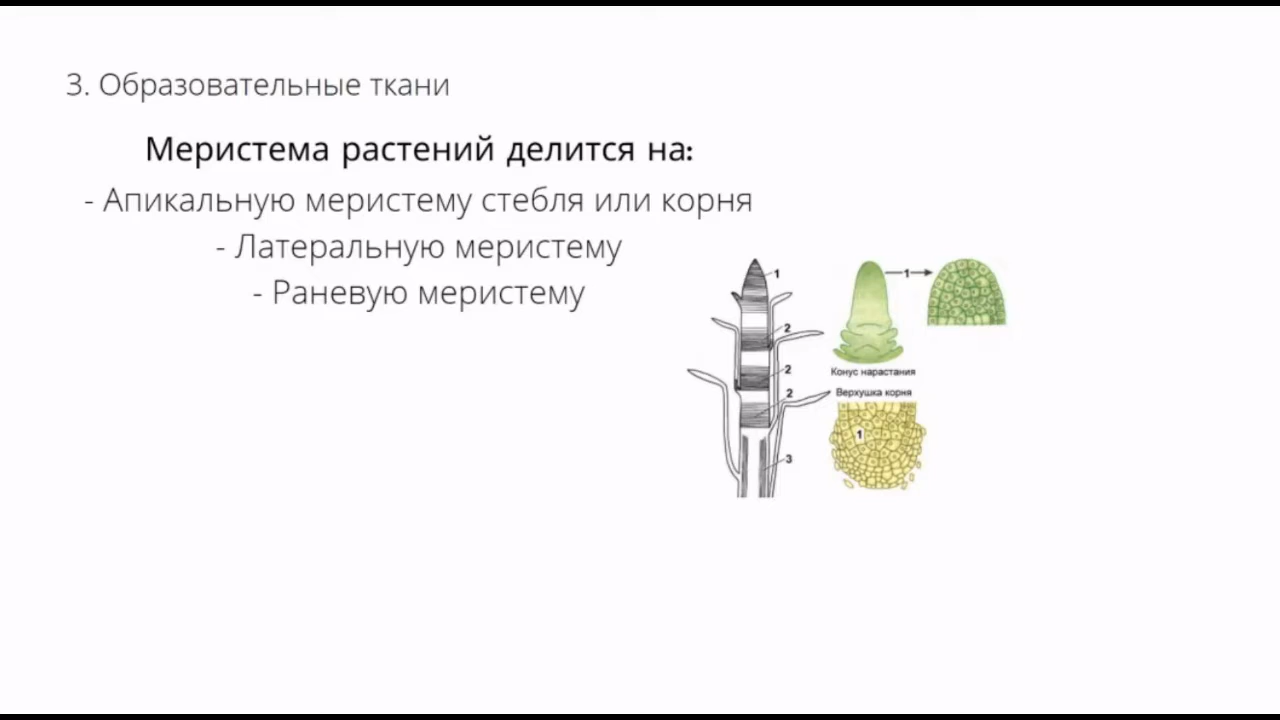 3. Образовательные ткани
Меристема растений делится на:
- Апикальную меристему стебля или корня
- Латеральную меристему
- Раневую меристему
1
2
2
2
3
1
Конус нарастания
Верхушка корня
1